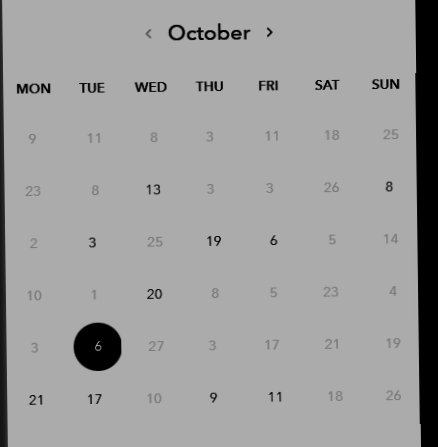 ‹ October ›
MON TUE WED THU FRI SAT SUN
9 11 8 3 11 18 25
23 8 13 3 3 26 8
2 3 25 19 6 5 14
10 1 20 8 5 23 4
3 6 27 3 17 21 19
21 17 10 9 11 18 26